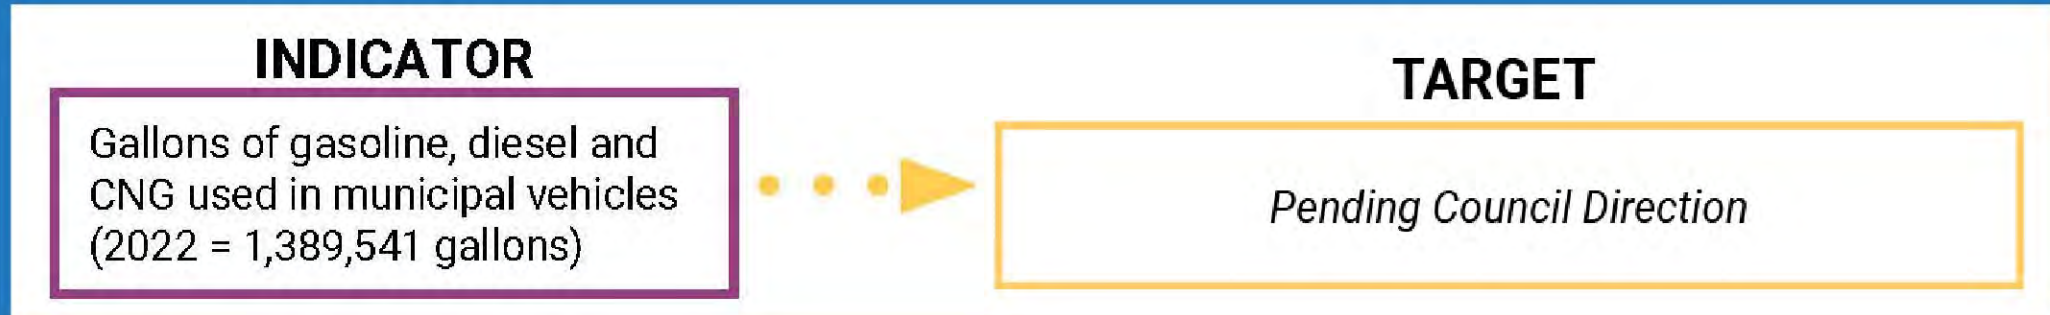 INDICATOR
Gallons of gasoline, diesel and
CNG used in municipal vehicles
(2022 = 1,389,541 gallons)
TARGET
Pending Council Direction